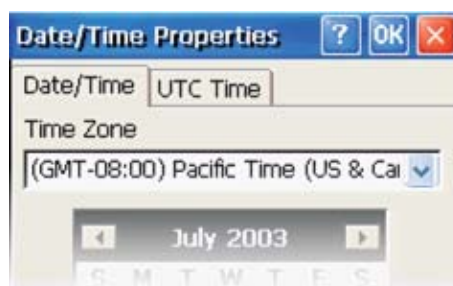 Date/Time Properties ? OK ×
Date/Time UTC Time
Time Zone
(GMT-08:00) Pacific Time (US & Ca
July 2003
S M T W T F S